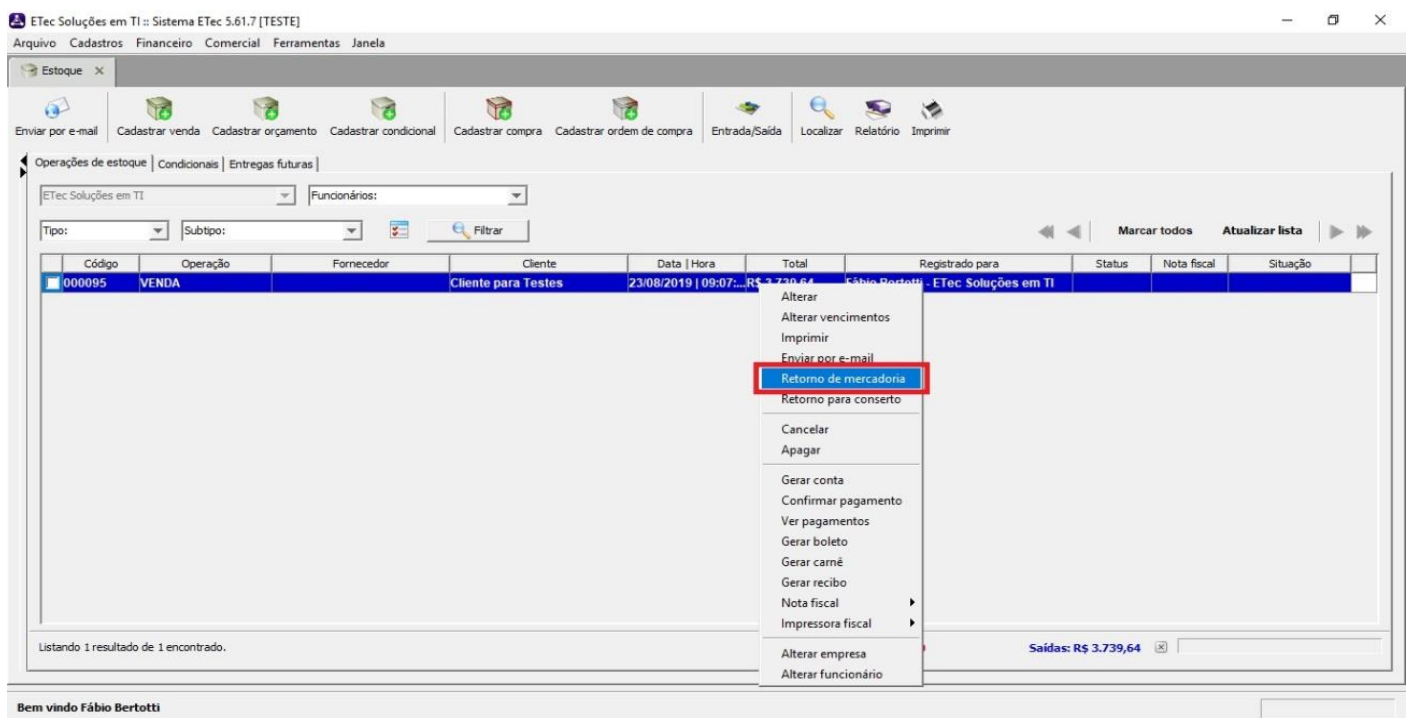 ETec Soluções em TI :: Sistema ETec 5.61.7 [TESTE]
Arquivo Cadastros Financeiro Comercial Ferramentas Janela
Estoque
Enviar por e-mail Cadastrar venda Cadastrar orçamento Cadastrar condicional Cadastrar compra Cadastrar ordem de compra Entrada/Saída Localizar Relatório Imprimir
Operações de estoque Condicionais Entregas futuras
ETec Soluções em TI Funcionários:
Tipo: Subtipo: Filtrar Marcar todos Atualizar lista
Código Operação Fornecedor Cliente Data | Hora Total Registrado para Status Nota fiscal Situação
000095 VENDA Cliente para Testes 23/08/2019 | 09:07:... R$ 3.739,64 Fábio Bertotti - ETec Soluções em TI
Alterar
Alterar vencimentos
Imprimir
Enviar por e-mail
Retorno de mercadoria
Retorno para conserto
Cancelar
Apagar
Gerar conta
Confirmar pagamento
Ver pagamentos
Gerar boleto
Gerar carnê
Gerar recibo
Nota fiscal
Impressora fiscal
Alterar empresa
Alterar funcionário
Listando 1 resultado de 1 encontrado. Saídas: R$ 3.739,64
Bem vindo Fábio Bertotti